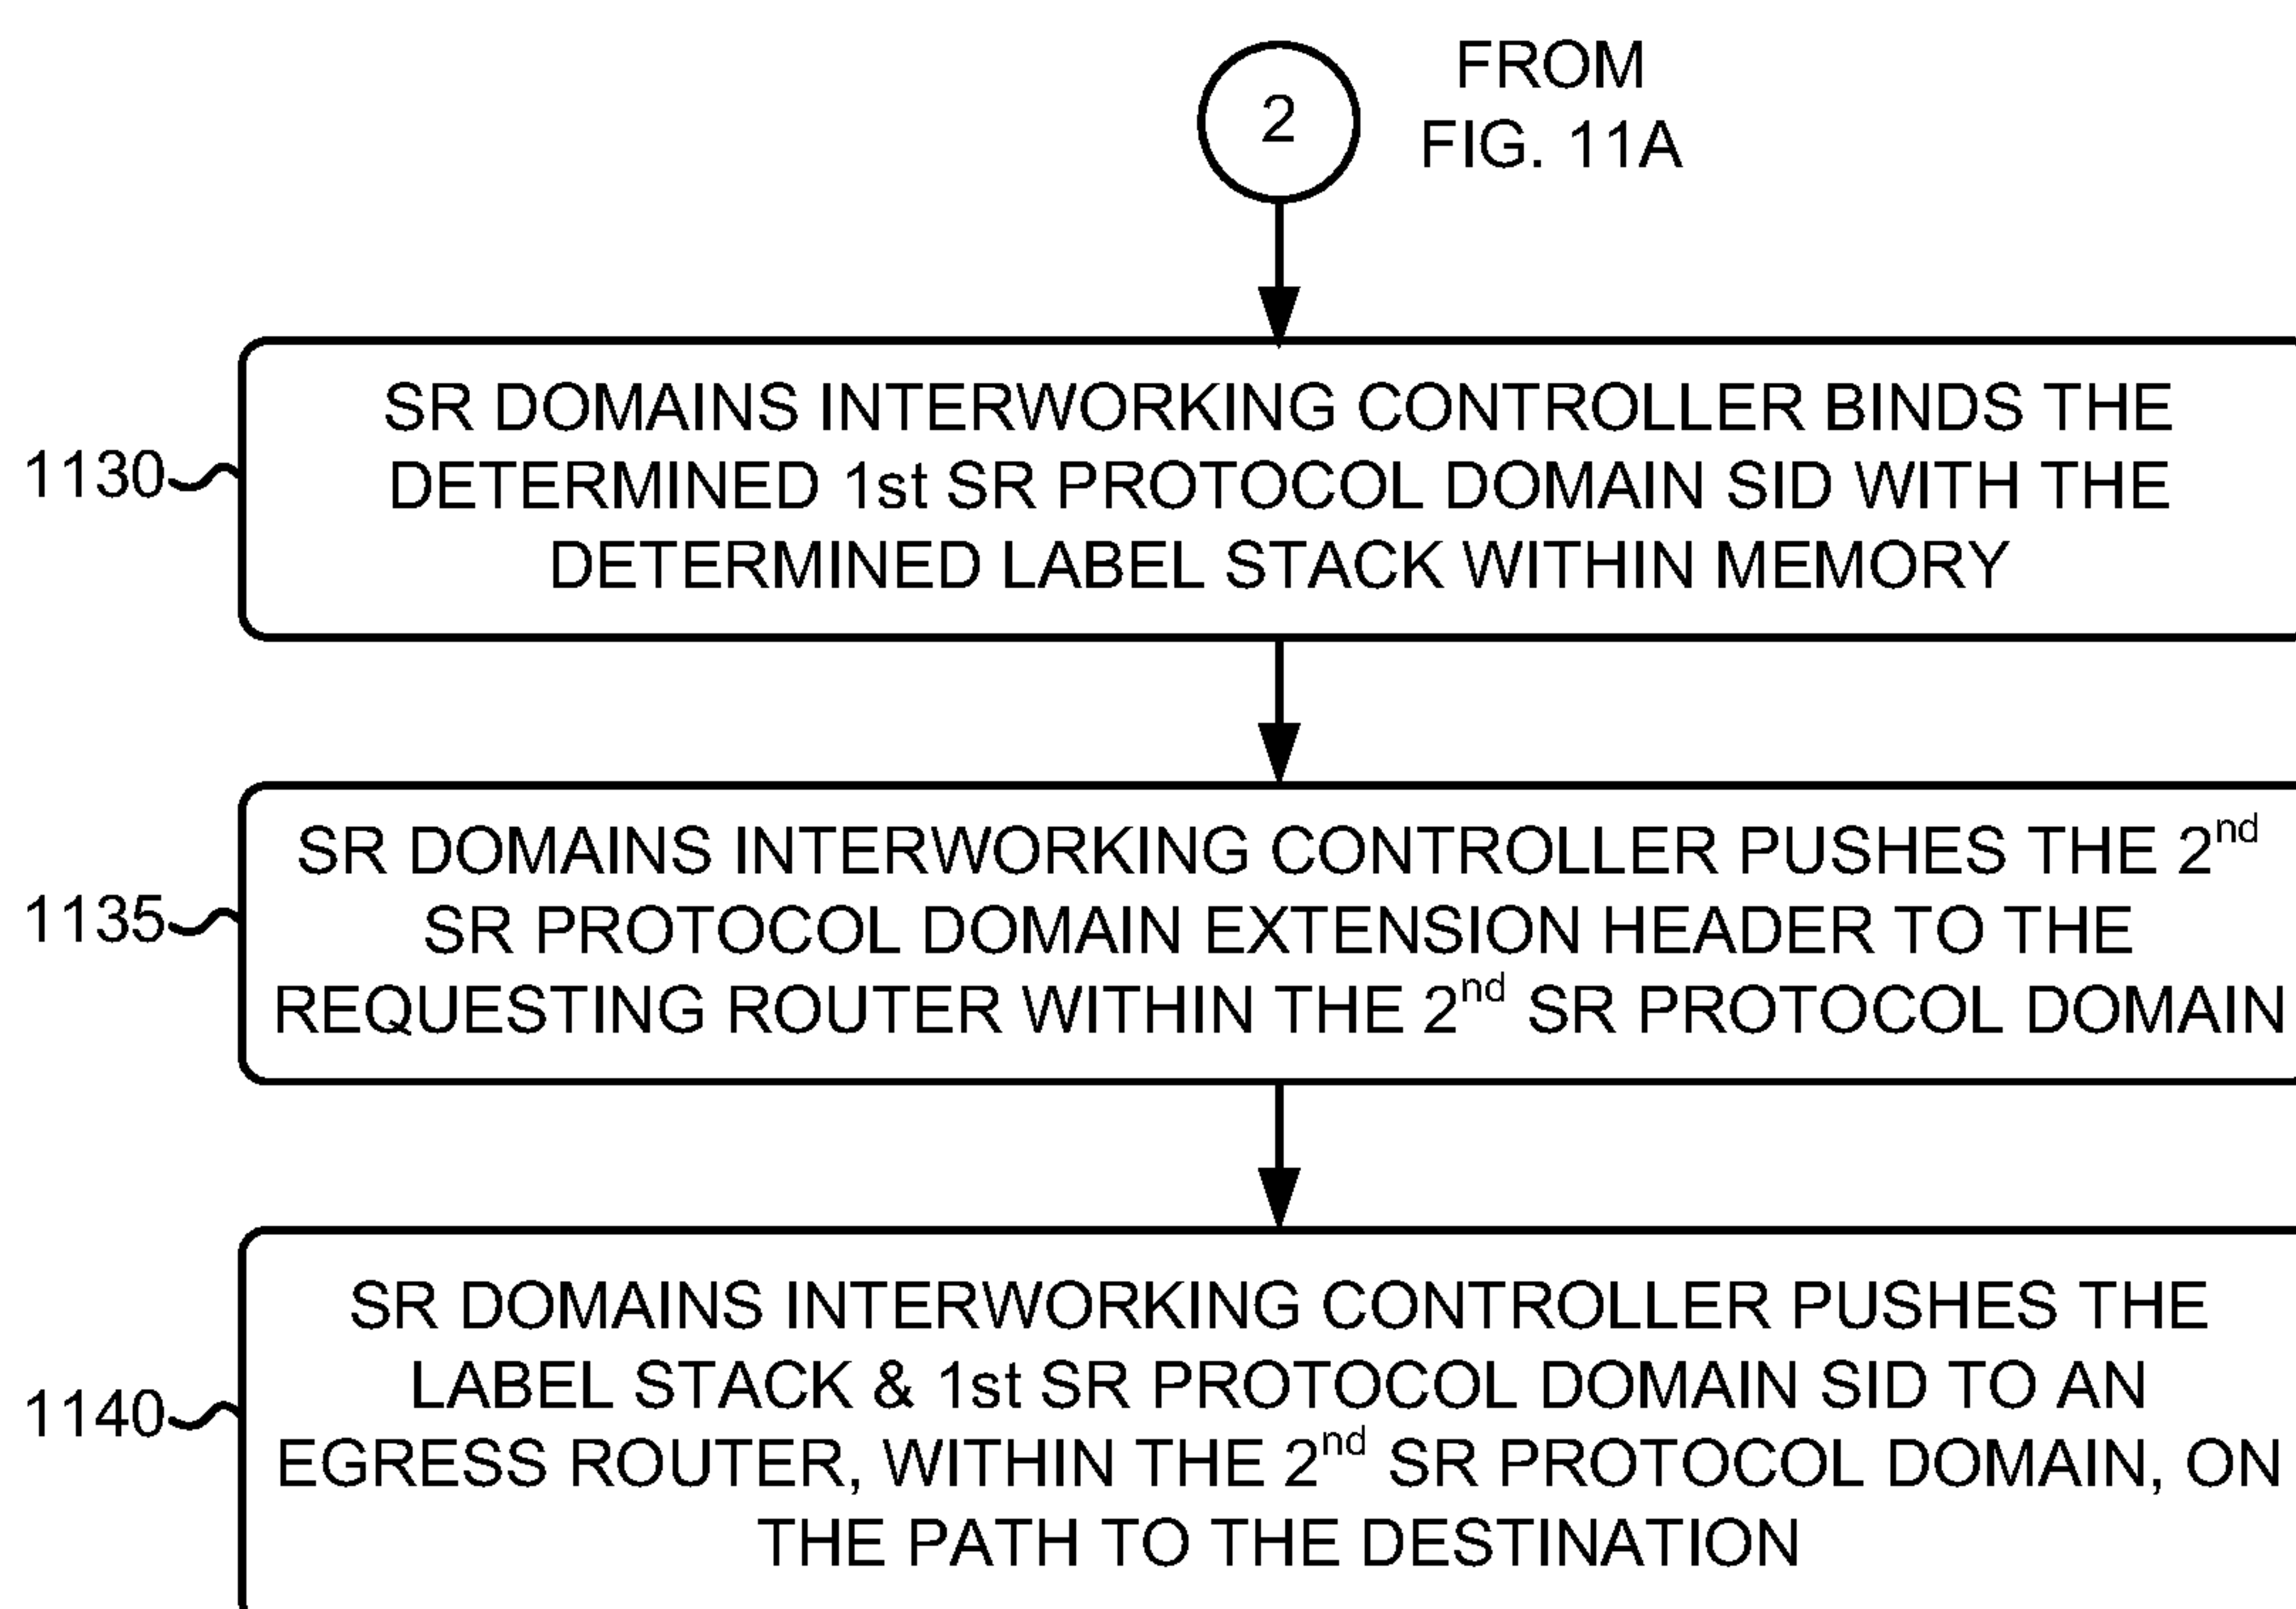 2
FROM
FIG. 11A
1130
SR DOMAINS INTERWORKING CONTROLLER BINDS THE
DETERMINED 1st SR PROTOCOL DOMAIN SID WITH THE
DETERMINED LABEL STACK WITHIN MEMORY
1135
SR DOMAINS INTERWORKING CONTROLLER PUSHES THE 2nd
SR PROTOCOL DOMAIN EXTENSION HEADER TO THE
REQUESTING ROUTER WITHIN THE 2nd SR PROTOCOL DOMAIN
1140
SR DOMAINS INTERWORKING CONTROLLER PUSHES THE
LABEL STACK & 1st SR PROTOCOL DOMAIN SID TO AN
EGRESS ROUTER, WITHIN THE 2nd SR PROTOCOL DOMAIN, ON
THE PATH TO THE DESTINATION